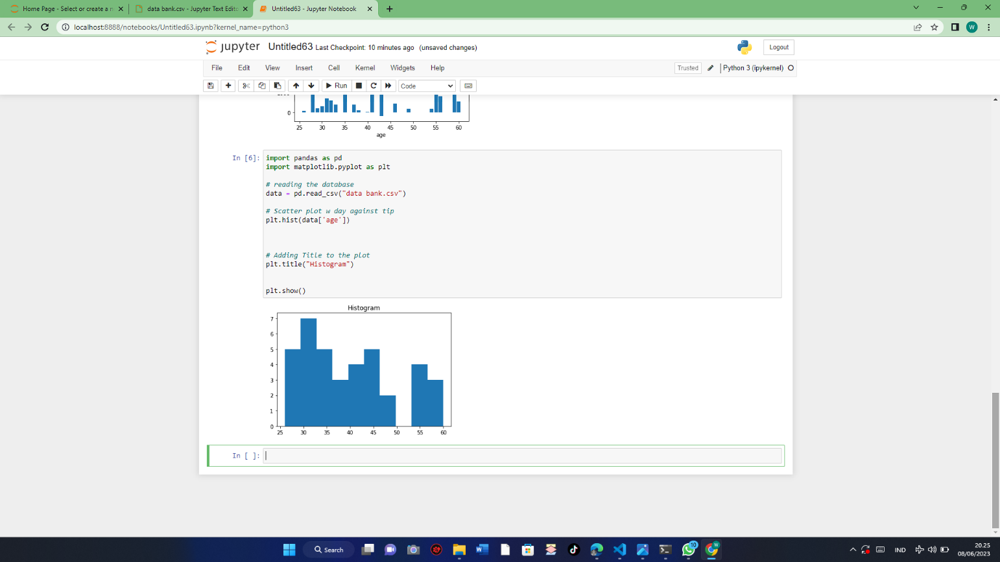 Home Page - Select or create a n
data bank.csv - Jupyter Text Edito
Untitled63 - Jupyter Notebook
localhost:8888/notebooks/Untitled63.ipynb?kernel_name=python3
W
jupyter Untitled63 Last Checkpoint: 10 minutes ago (unsaved changes)
Logout
File Edit View Insert Cell Kernel Widgets Help
Trusted
Python 3 (ipykernel)
Run
Code
0
25 30 35 40 45 50 55 60
age
In [6]:
import pandas as pd
import matplotlib.pyplot as plt
# reading the database
data = pd.read_csv("data bank.csv")
# Scatter plot w day against tip
plt.hist(data['age'])
# Adding Title to the plot
plt.title("Histogram")
plt.show()
Histogram
7
6
5
4
3
2
1
0
25 30 35 40 45 50 55 60
In [ ]:
Search
10
W
IND
20.25
08/06/2023